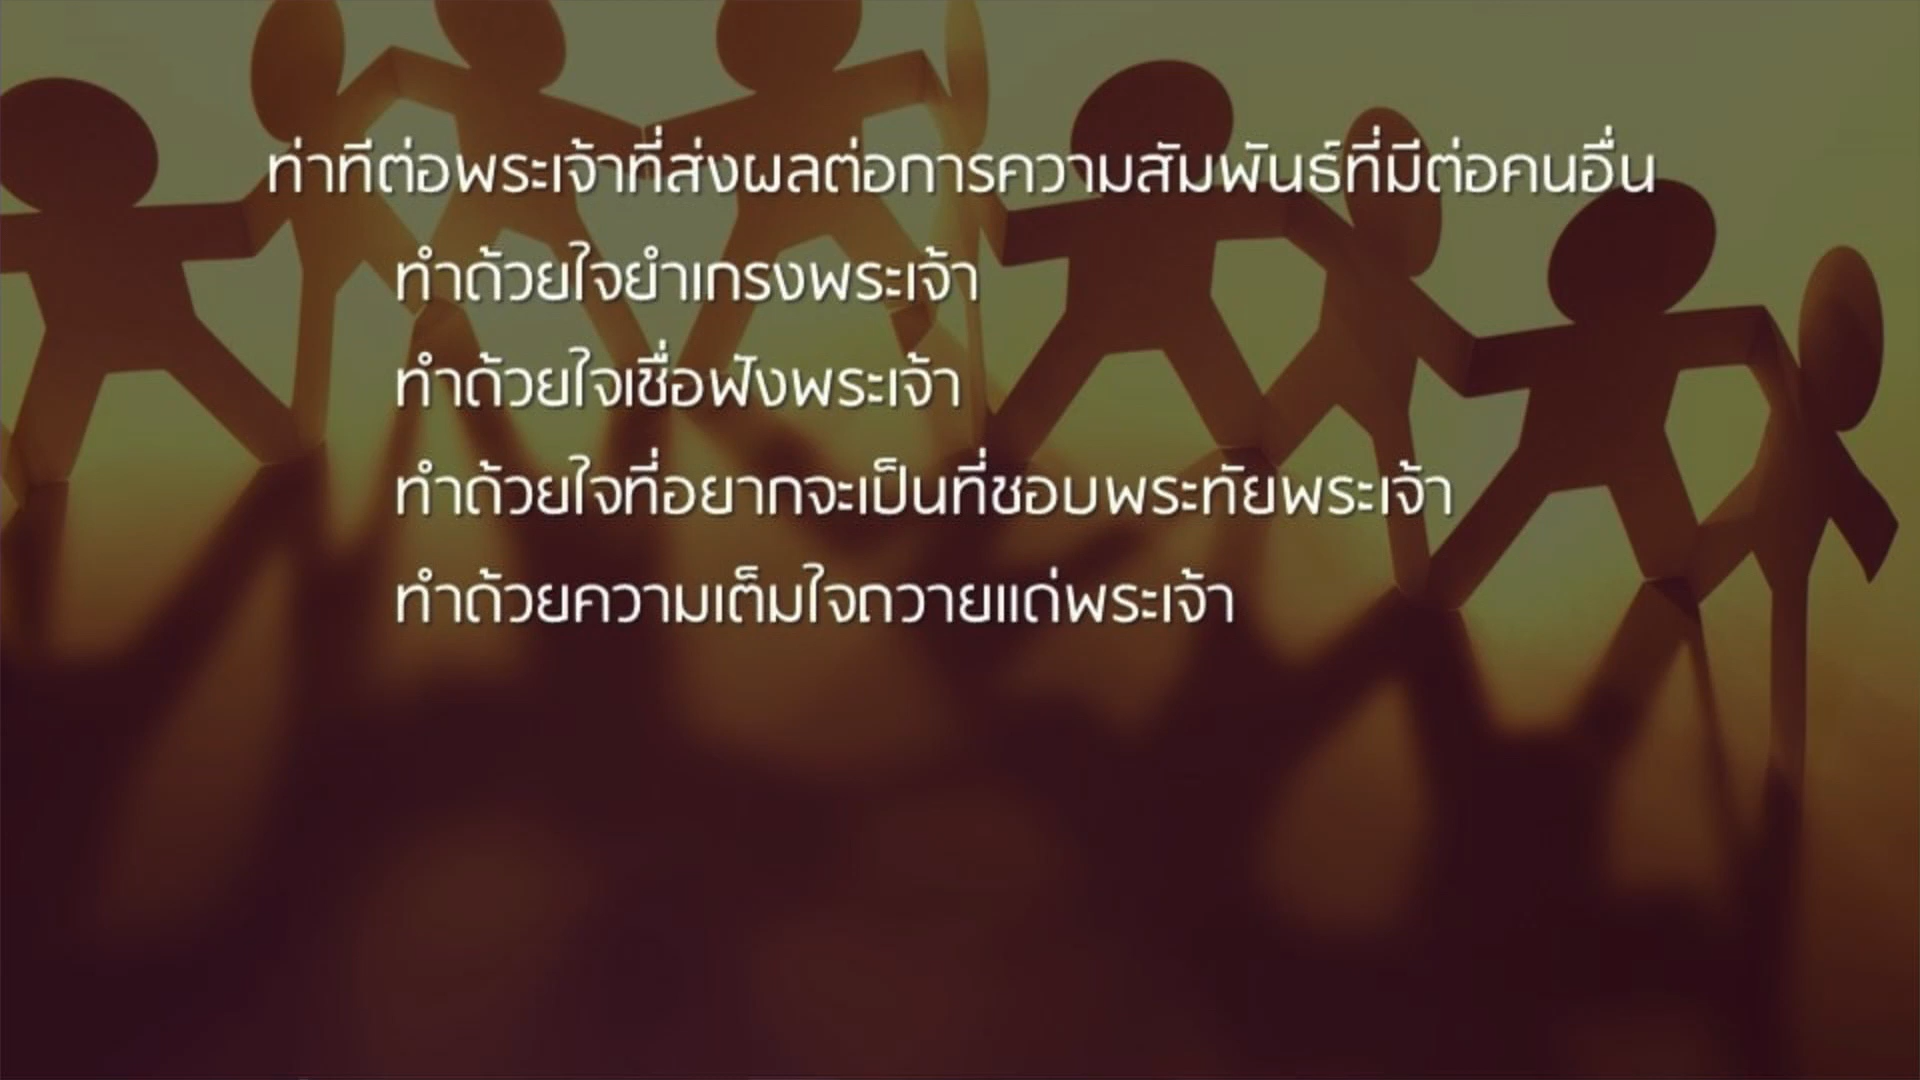 ท่าทีต่อพระเจ้าที่ส่งผลต่อการความสัมพันธ์ที่มีต่อคนอื่น
ทำด้วยใจยำเกรงพระเจ้า
ทำด้วยใจเชื่อฟังพระเจ้า
ทำด้วยใจที่อยากจะเป็นที่ชอบพระทัยพระเจ้า
ทำด้วยความเต็มใจถวายแด่พระเจ้า